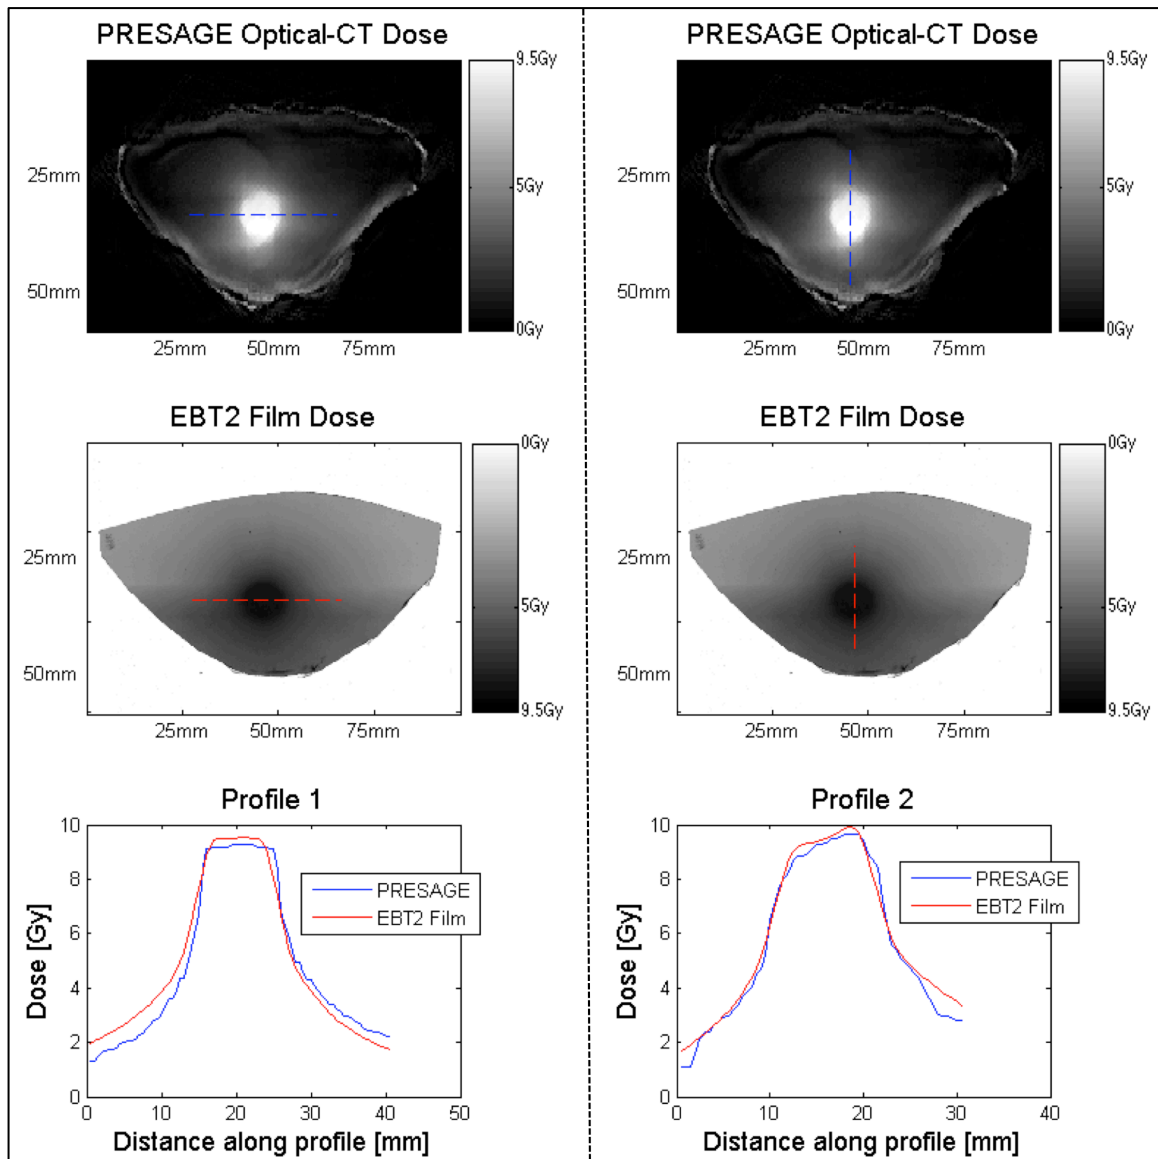 PRESAGE Optical-CT Dose
9.5Gy
25mm
5Gy
50mm
0Gy
25mm 50mm 75mm
PRESAGE Optical-CT Dose
9.5Gy
25mm
5Gy
50mm
0Gy
25mm 50mm 75mm
EBT2 Film Dose
0Gy
25mm
5Gy
50mm
9.5Gy
25mm 50mm 75mm
EBT2 Film Dose
0Gy
25mm
5Gy
50mm
9.5Gy
25mm 50mm 75mm
Profile 1
Dose [Gy]
10
8
6
4
2
0
PRESAGE
EBT2 Film
0 10 20 30 40 50
Distance along profile [mm]
Profile 2
Dose [Gy]
10
8
6
4
2
0
PRESAGE
EBT2 Film
0 10 20 30 40
Distance along profile [mm]